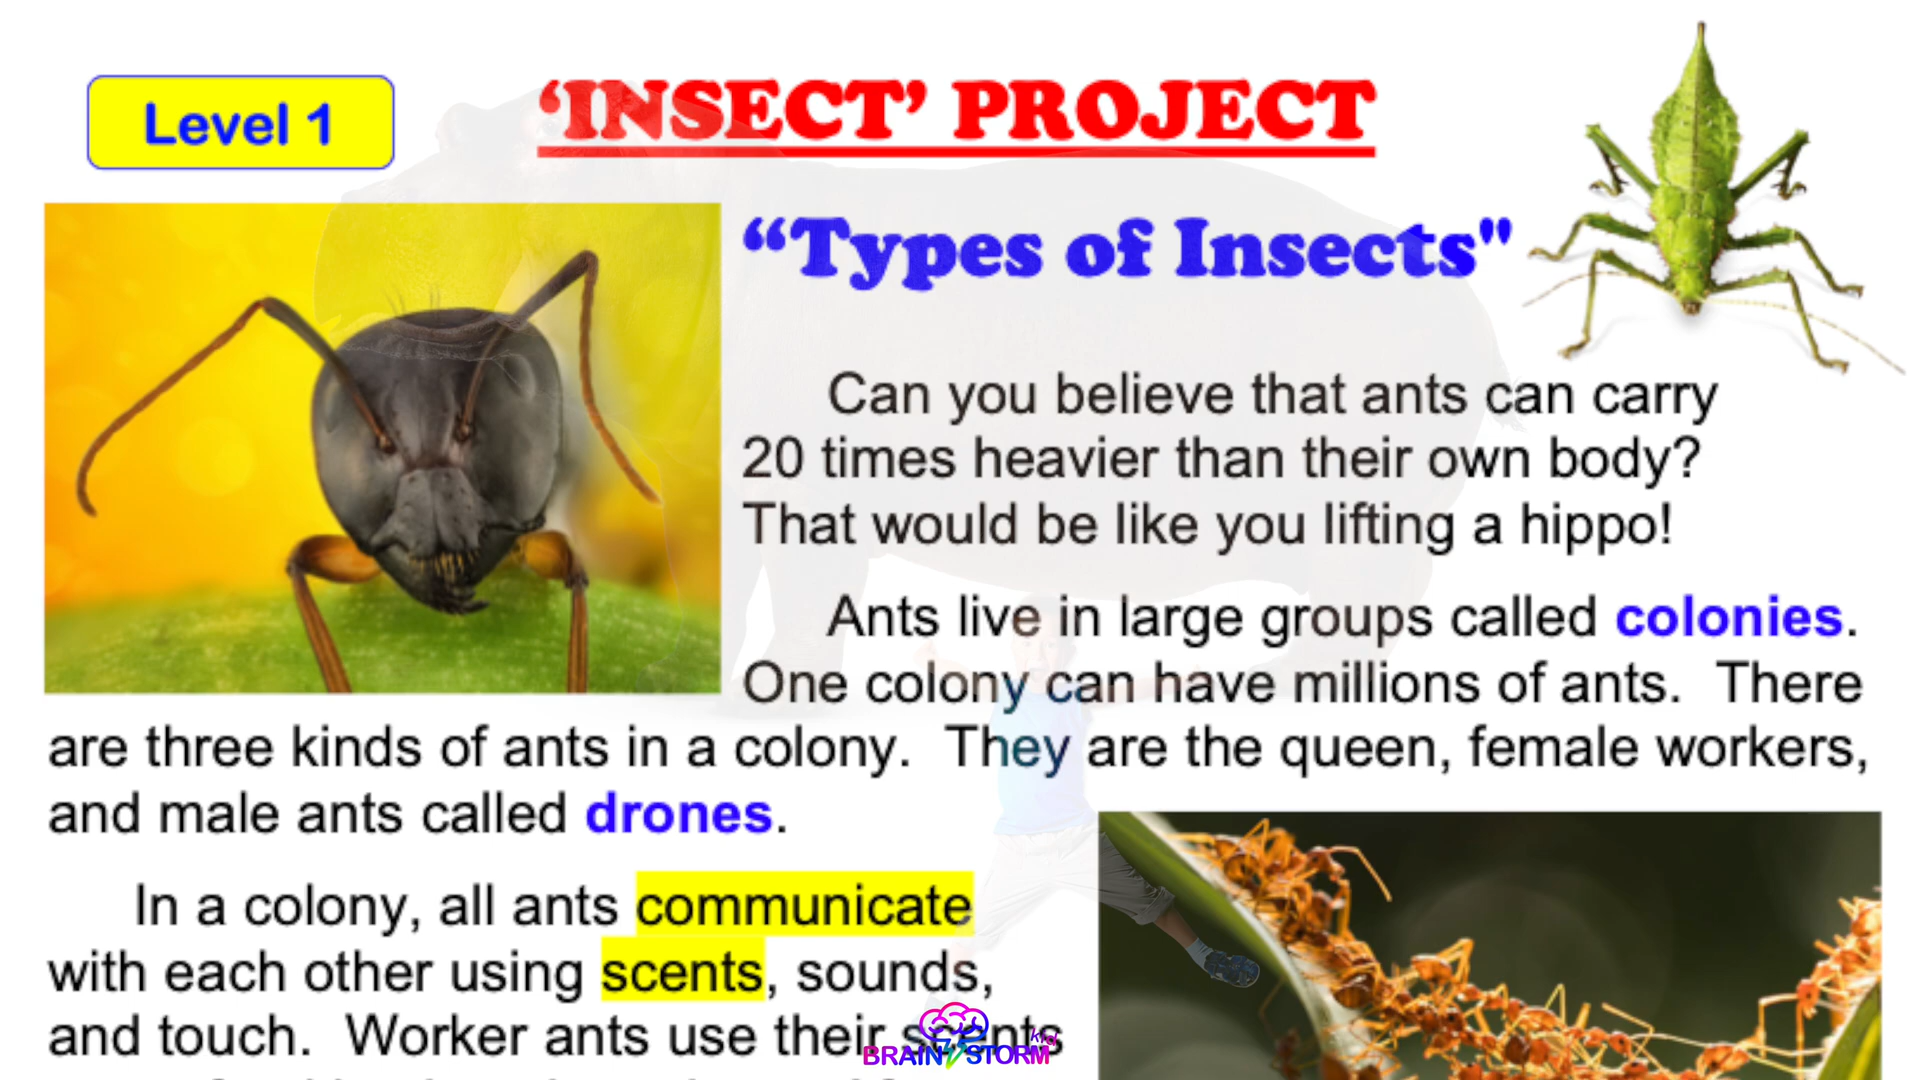 Level 1
‘INSECT’ PROJECT
“Types of Insects"
Can you believe that ants can carry
20 times heavier than their own body?
That would be like you lifting a hippo!
Ants live in large groups called colonies.
One colony can have millions of ants. There
are three kinds of ants in a colony. They are the queen, female workers,
and male ants called drones.
In a colony, all ants communicate
with each other using scents, sounds,
and touch. Worker ants use their scents
kid
BRAIN STORM